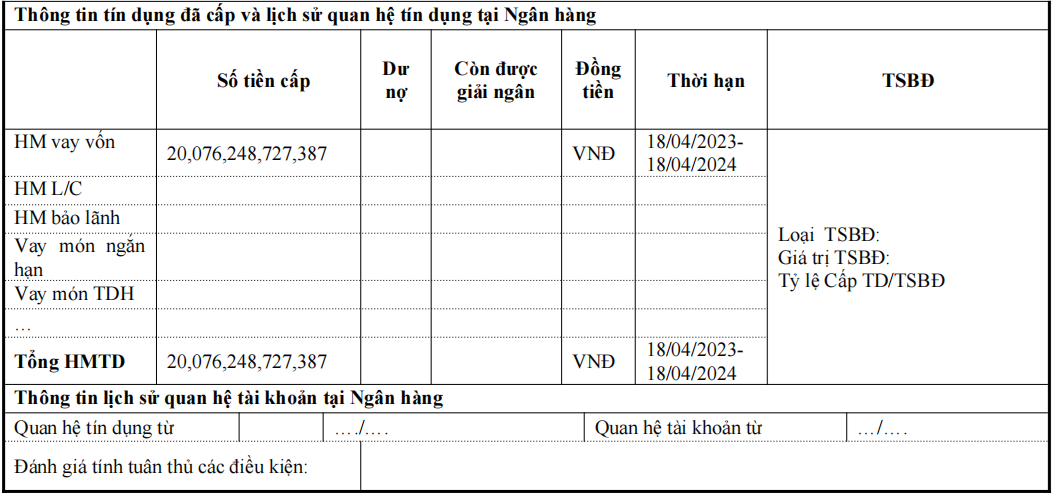 Thông tin tín dụng đã cấp và lịch sử quan hệ tín dụng tại Ngân hàng
Số tiền cấp Dư nợ Còn được giải ngân Đồng tiền Thời hạn TSBĐ
HM vay vốn 20,076,248,727,387 VNĐ 18/04/2023-
18/04/2024
HM L/C
HM bảo lãnh
Vay món ngắn
hạn
Vay món TDH
…
Tổng HMTD 20,076,248,727,387 VNĐ 18/04/2023-
18/04/2024
Loại TSBĐ:
Giá trị TSBĐ:
Tỷ lệ Cấp TD/TSBĐ
Thông tin lịch sử quan hệ tài khoản tại Ngân hàng
Quan hệ tín dụng từ …./…. Quan hệ tài khoản từ …/….
Đánh giá tính tuân thủ các điều kiện: